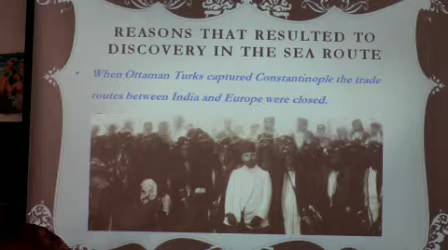 REASONS THAT RESULTED TO
DISCOVERY IN THE SEA ROUTE
• When Ottaman Turks captured Constantinople the trade
routes between India and Europe were closed.